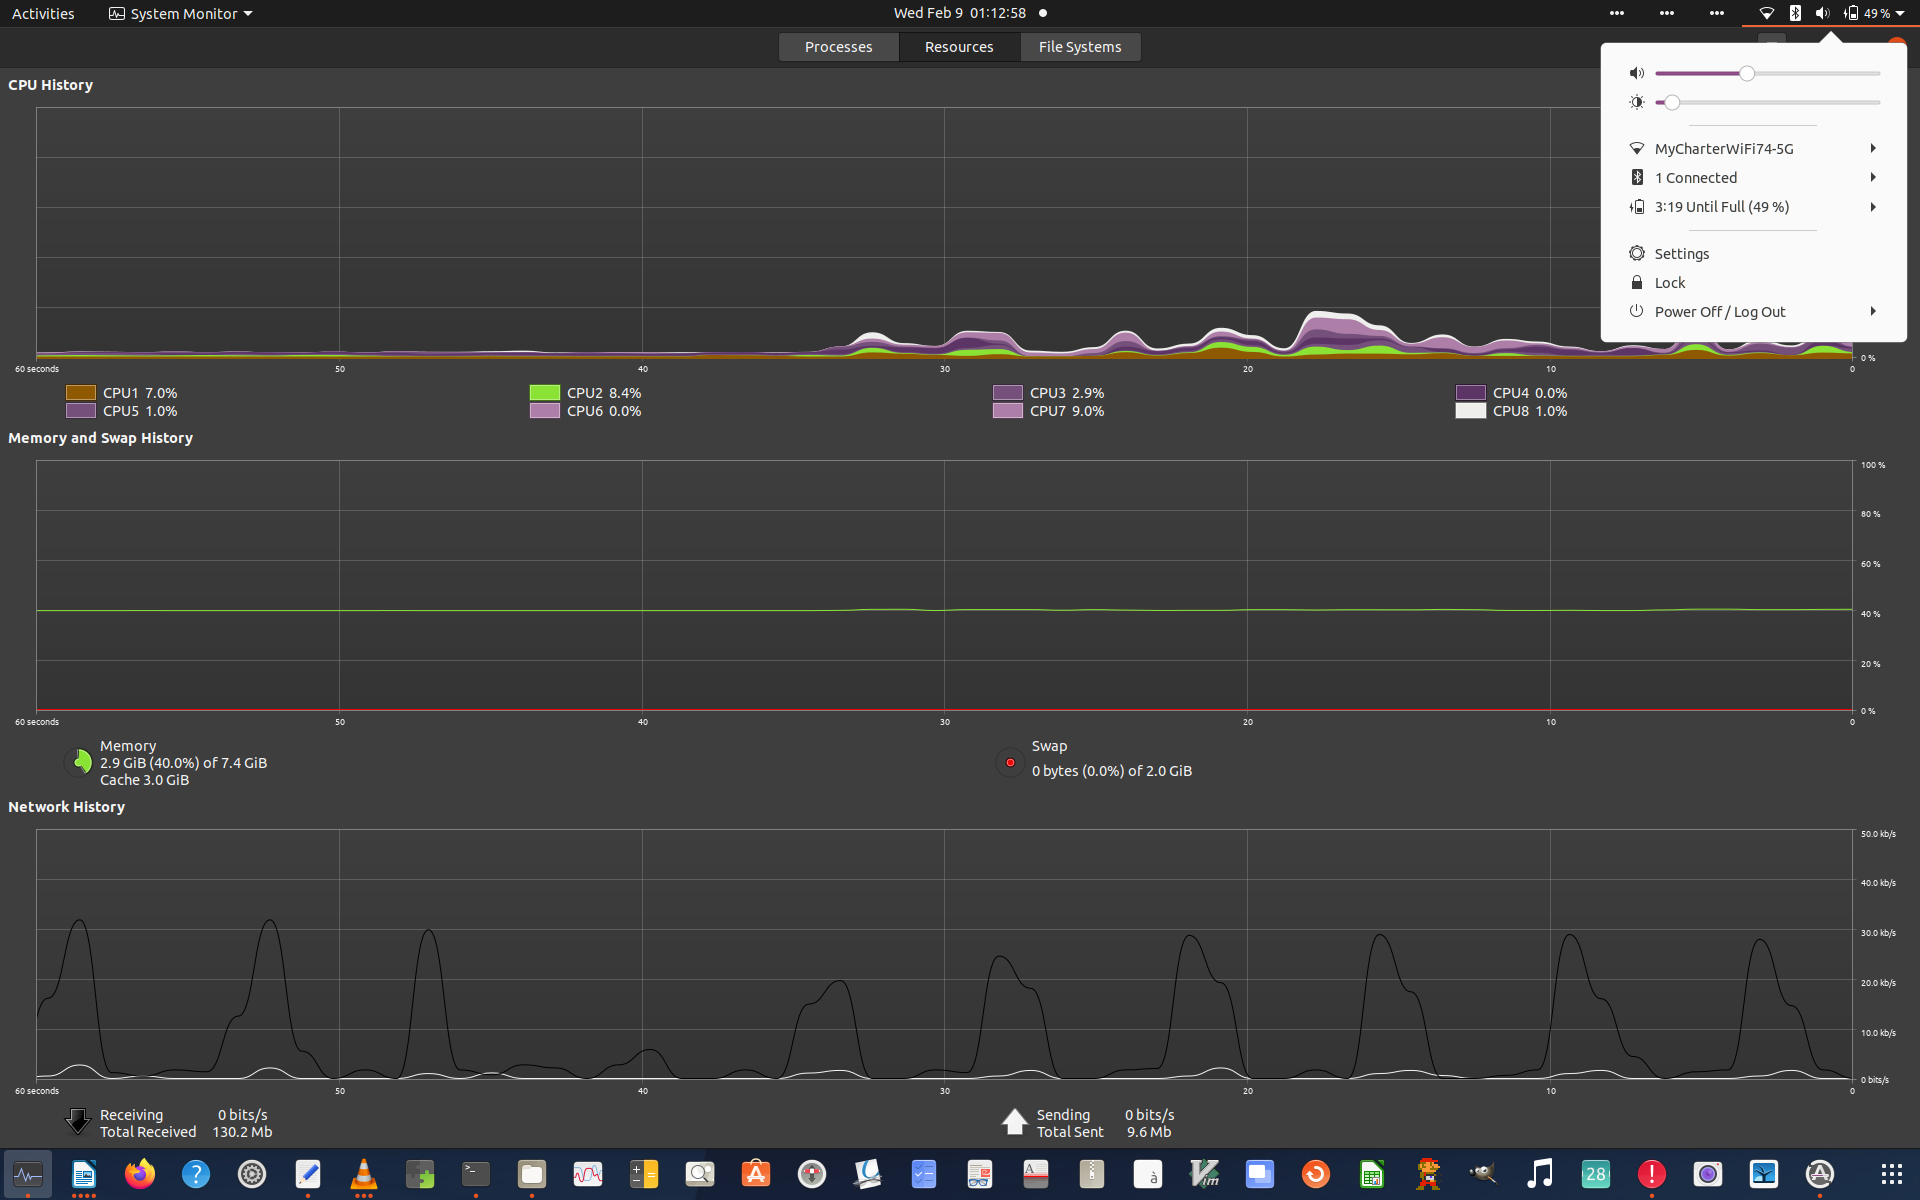 Activities
System Monitor
Wed Feb 9 01:12:58
49 %
Processes
Resources
File Systems
MyCharterWiFi74-5G
1 Connected
3:19 Until Full (49 %)
Settings
Lock
Power Off / Log Out
CPU History
0 %
60 seconds 50 40 30 20 10 0
CPU1 7.0% CPU2 8.4% CPU3 2.9% CPU4 0.0%
CPU5 1.0% CPU6 0.0% CPU7 9.0% CPU8 1.0%
Memory and Swap History
100 %
80 %
60 %
40 %
20 %
0 %
60 seconds 50 40 30 20 10 0
Memory
2.9 GiB (40.0%) of 7.4 GiB
Cache 3.0 GiB
Swap
0 bytes (0.0%) of 2.0 GiB
Network History
50.0 kb/s
40.0 kb/s
30.0 kb/s
20.0 kb/s
10.0 kb/s
0 bits/s
60 seconds 50 40 30 20 10 0
Receiving 0 bits/s
Total Received 130.2 Mb
Sending 0 bits/s
Total Sent 9.6 Mb
28